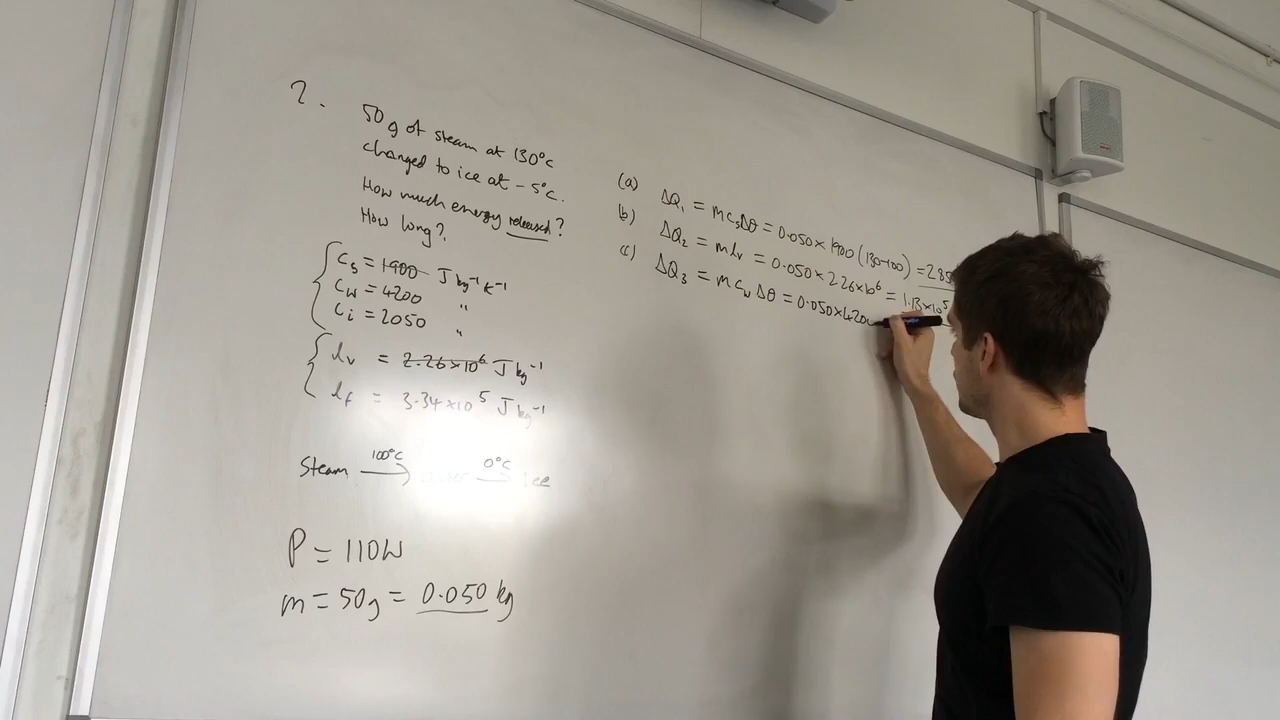 2.
50g of steam at 130°C
changed to ice at -5°C.
How much energy released?
How long?
Cs = 1900 J kg⁻¹ K⁻¹
Cw = 4200 "
Ci = 2050 "
lv = 2.26×10⁶ J kg⁻¹
lf = 3.34×10⁵ J kg⁻¹
Steam 100°C → 0°C → Ice
P = 110W
m = 50g = 0.050 kg
(a) ΔQ₁ = mCsΔθ = 0.050×1900(130-100) = 285
(b) ΔQ₂ = mlv = 0.050×2.26×10⁶ = 1.13×10⁵
(c) ΔQ₃ = mCwΔθ = 0.050×420